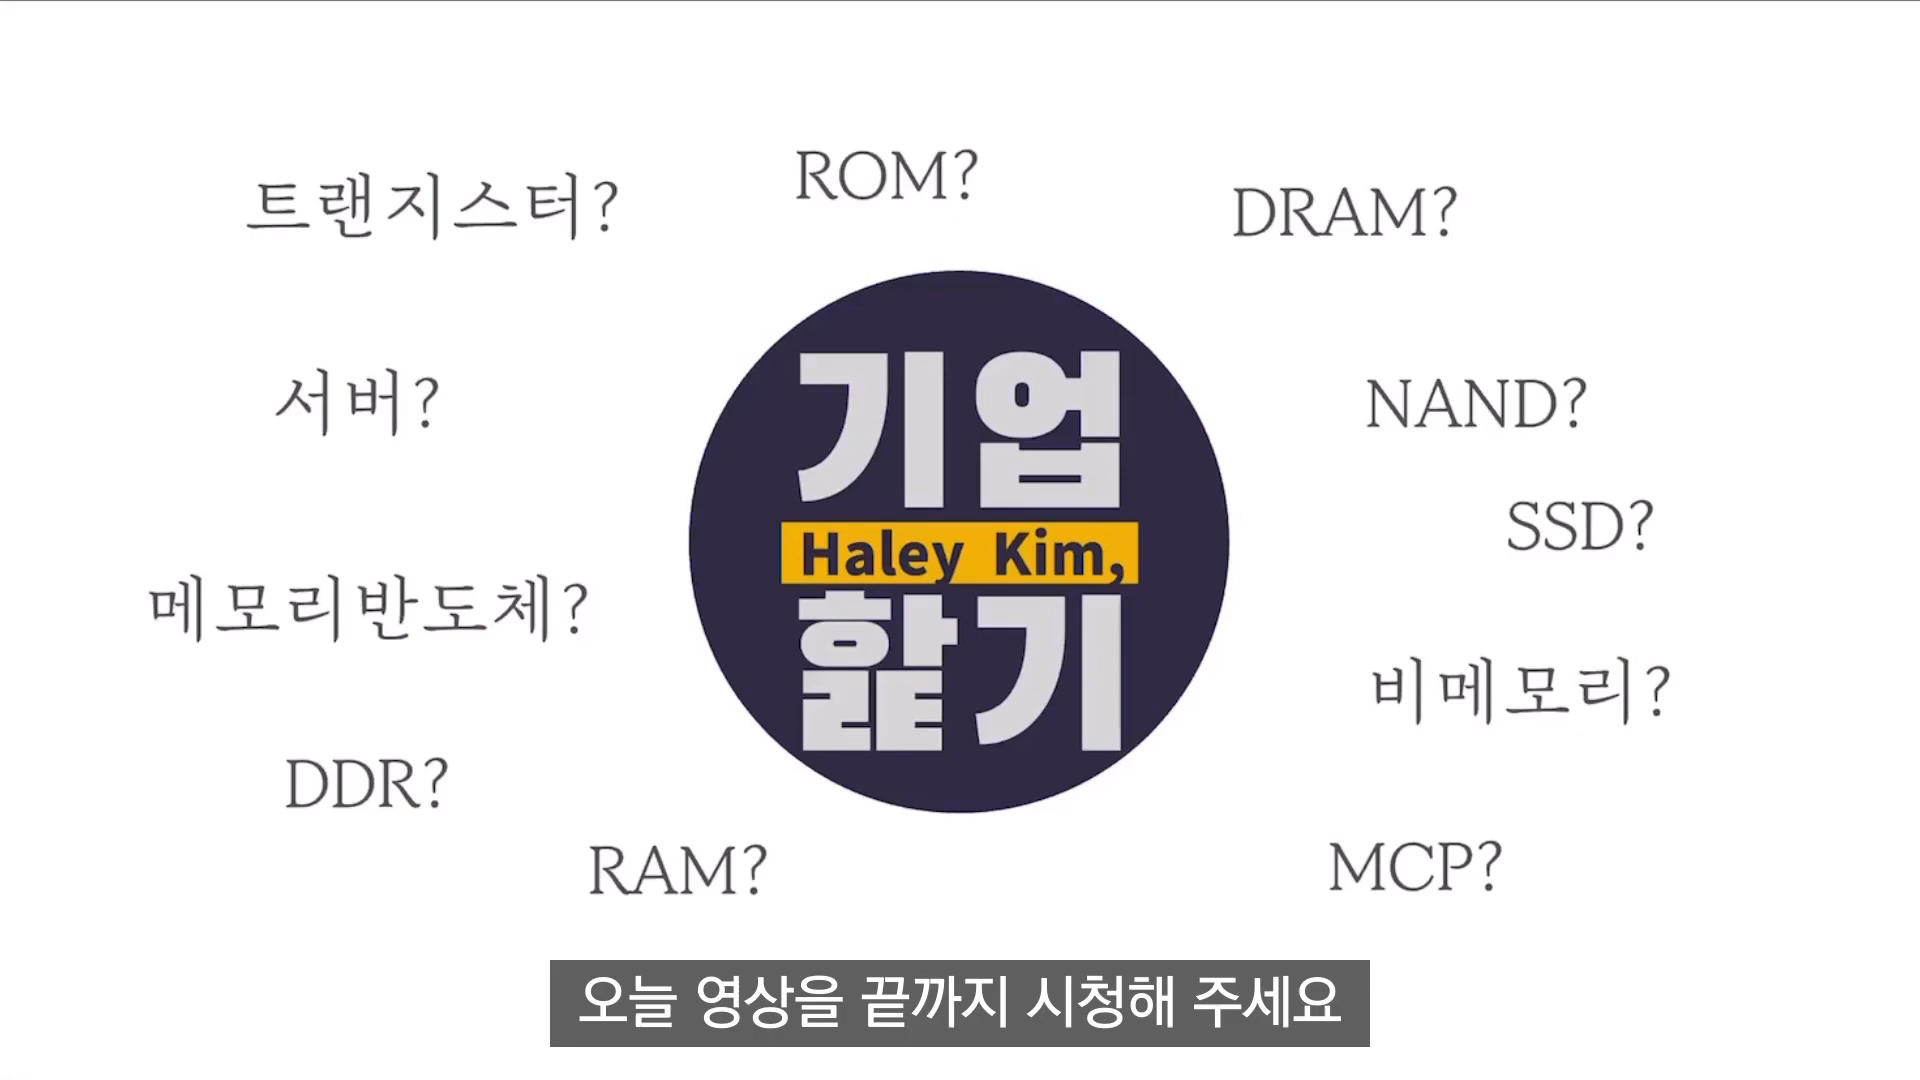 트랜지스터?
ROM?
DRAM?
서버?
NAND?
SSD?
메모리반도체?
비메모리?
DDR?
RAM?
MCP?
기업
Haley Kim,
핥기
오늘 영상을 끝까지 시청해 주세요